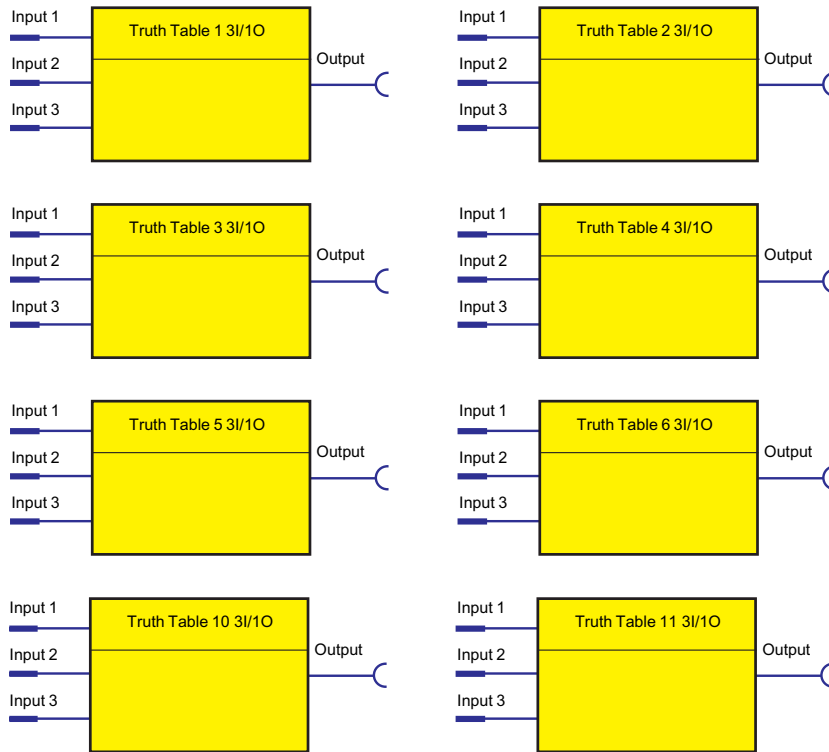 Input 1
Truth Table 1 3I/1O
Input 2
Output
Input 3
Input 1
Truth Table 2 3I/1O
Input 2
Output
Input 3
Input 1
Truth Table 3 3I/1O
Input 2
Output
Input 3
Input 1
Truth Table 4 3I/1O
Input 2
Output
Input 3
Input 1
Truth Table 5 3I/1O
Input 2
Output
Input 3
Input 1
Truth Table 6 3I/1O
Input 2
Output
Input 3
Input 1
Truth Table 10 3I/1O
Input 2
Output
Input 3
Input 1
Truth Table 11 3I/1O
Input 2
Output
Input 3